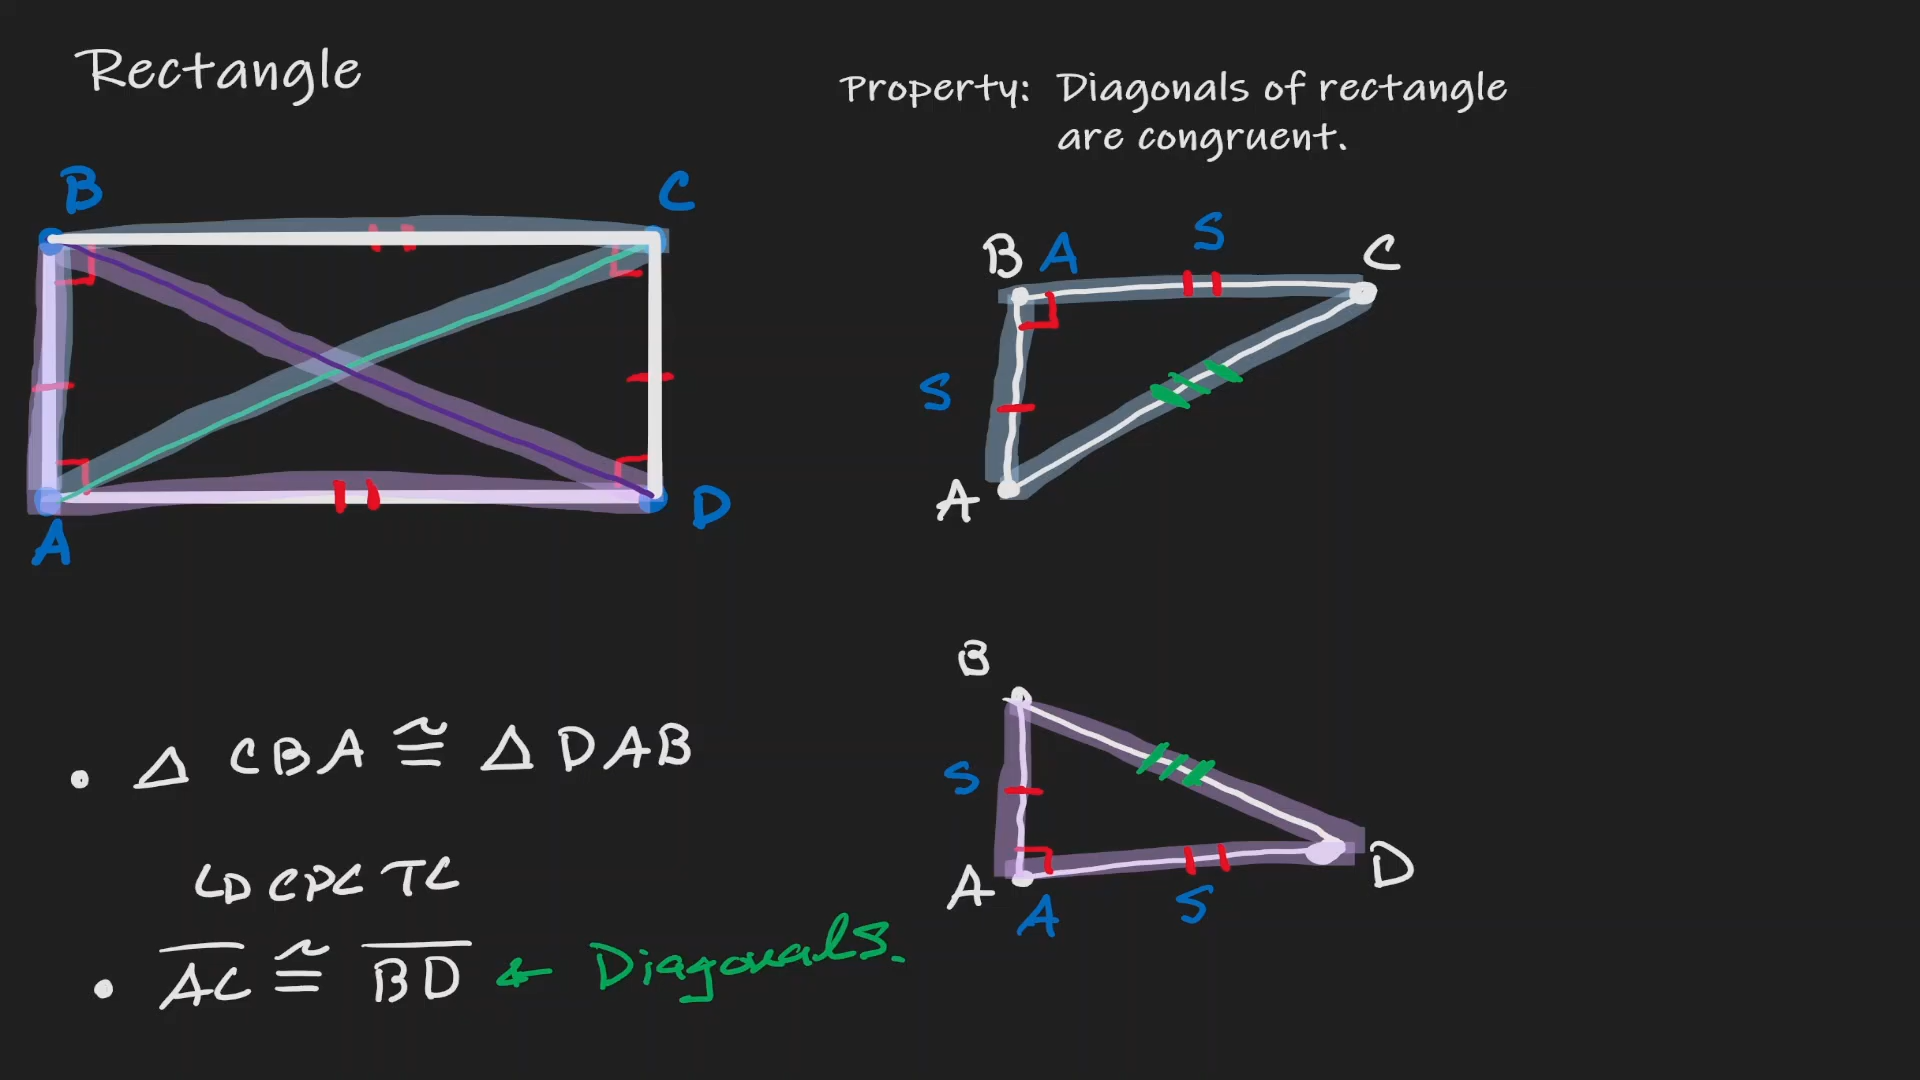 Rectangle
Property: Diagonals of rectangle
are congruent.
B
C
A
D
B A S C
S
A
B
S
A D
A S
• △ CBA ≅ △ DAB
CPCTC
• AC ≅ BD ← Diagonals.